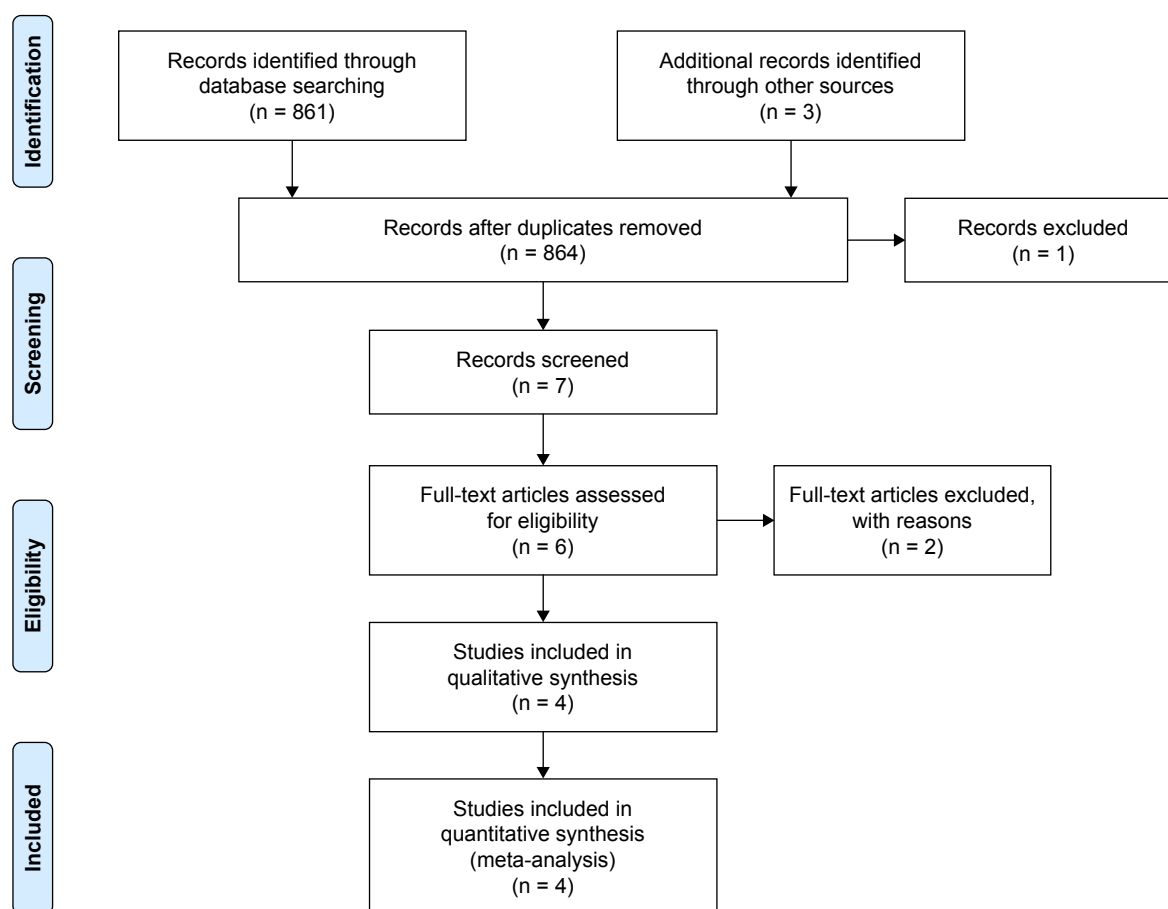 Identification
Records identified through
database searching
(n = 861)
Additional records identified
through other sources
(n = 3)
Records after duplicates removed
(n = 864)
Records excluded
(n = 1)
Screening
Records screened
(n = 7)
Eligibility
Full-text articles assessed
for eligibility
(n = 6)
Full-text articles excluded,
with reasons
(n = 2)
Studies included in
qualitative synthesis
(n = 4)
Included
Studies included in
quantitative synthesis
(meta-analysis)
(n = 4)